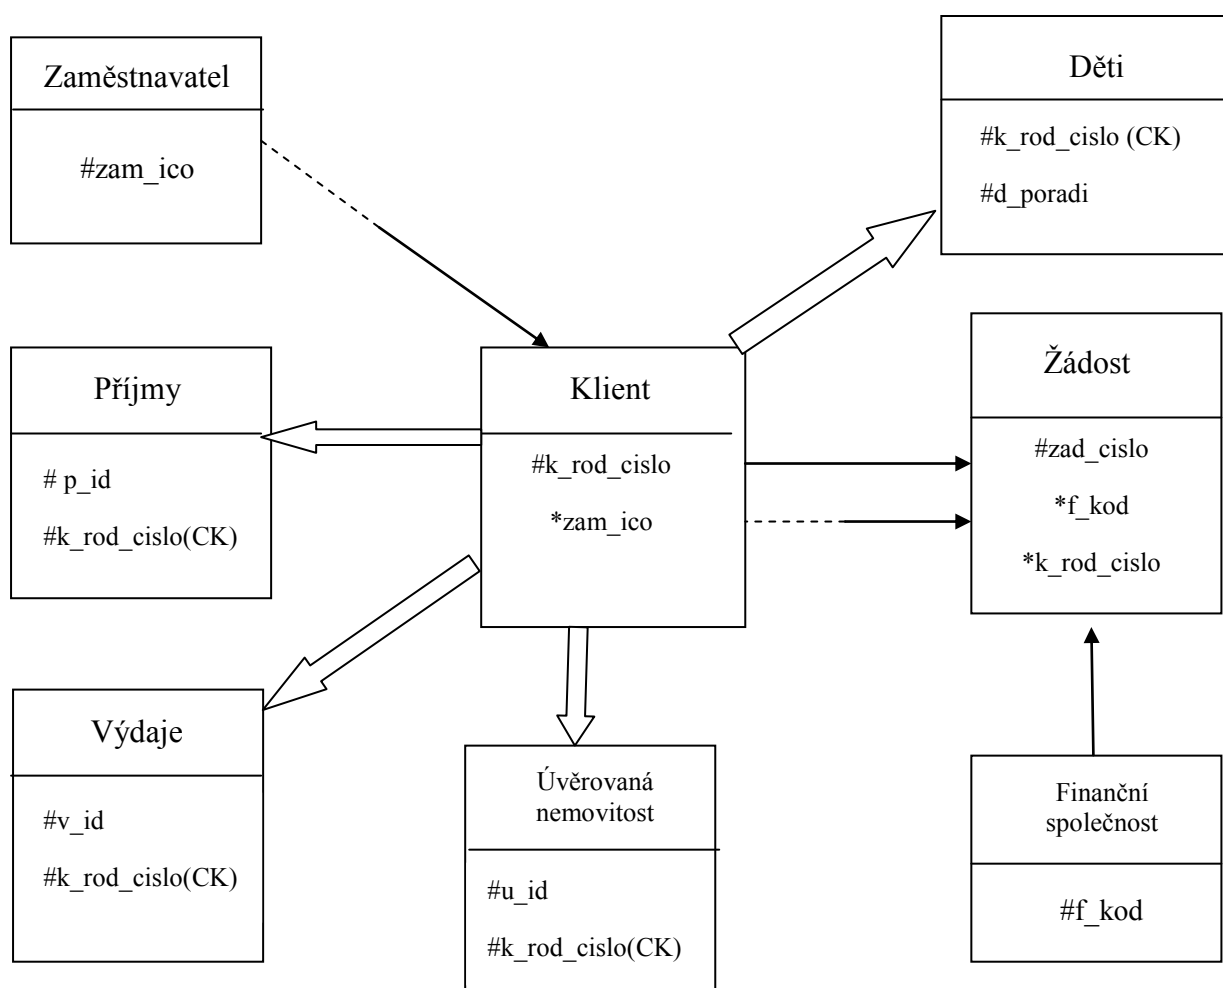 Zaměstnavatel
#zam_ico
Děti
#k_rod_cislo (CK)
#d_poradi
Příjmy
# p_id
#k_rod_cislo(CK)
Klient
#k_rod_cislo
*zam_ico
Žádost
#zad_cislo
*f_kod
*k_rod_cislo
Výdaje
#v_id
#k_rod_cislo(CK)
Úvěrovaná
nemovitost
#u_id
#k_rod_cislo(CK)
Finanční
společnost
#f_kod